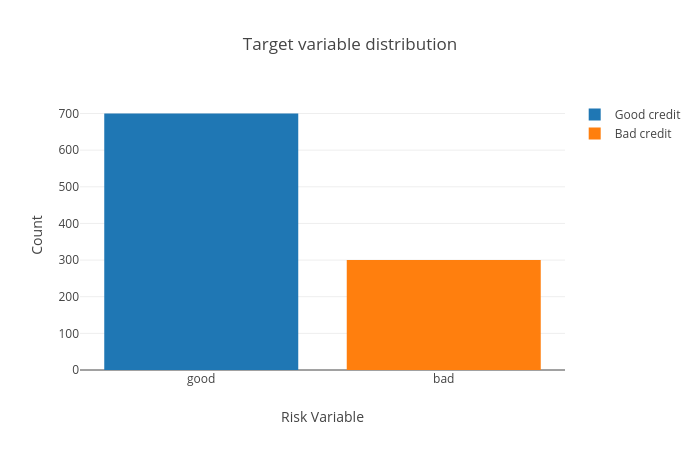 Target variable distribution
Good credit
Bad credit
700
600
500
400
300
200
100
0
Count
good
bad
Risk Variable